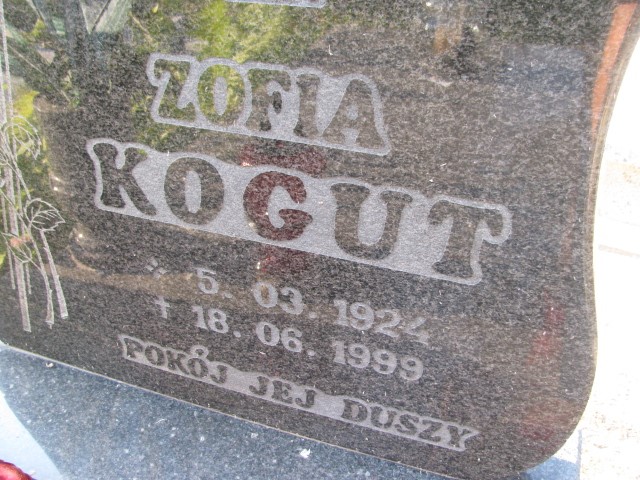 ZOFIA
KOGUT
* 5. 03. 1924
† 18. 06. 1999
POKÓJ JEJ DUSZY